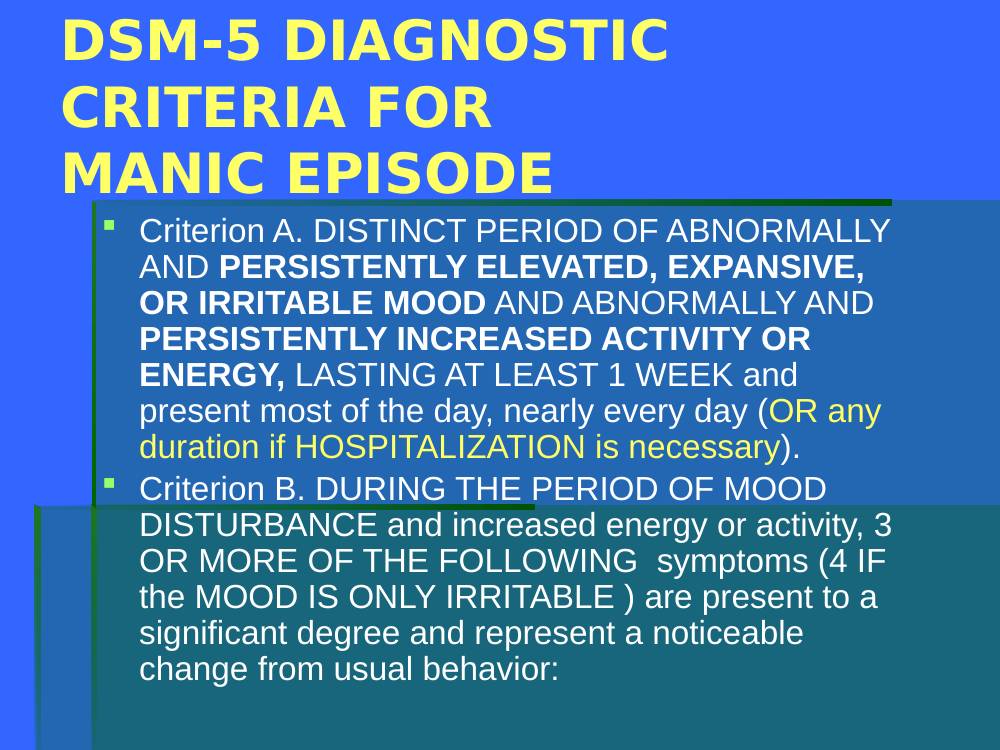 DSM-5 DIAGNOSTIC
CRITERIA FOR
MANIC EPISODE
Criterion A. DISTINCT PERIOD OF ABNORMALLY
AND PERSISTENTLY ELEVATED, EXPANSIVE,
OR IRRITABLE MOOD AND ABNORMALLY AND
PERSISTENTLY INCREASED ACTIVITY OR
ENERGY, LASTING AT LEAST 1 WEEK and
present most of the day, nearly every day (OR any
duration if HOSPITALIZATION is necessary).
Criterion B. DURING THE PERIOD OF MOOD
DISTURBANCE and increased energy or activity, 3
OR MORE OF THE FOLLOWING  symptoms (4 IF
the MOOD IS ONLY IRRITABLE ) are present to a
significant degree and represent a noticeable
change from usual behavior: